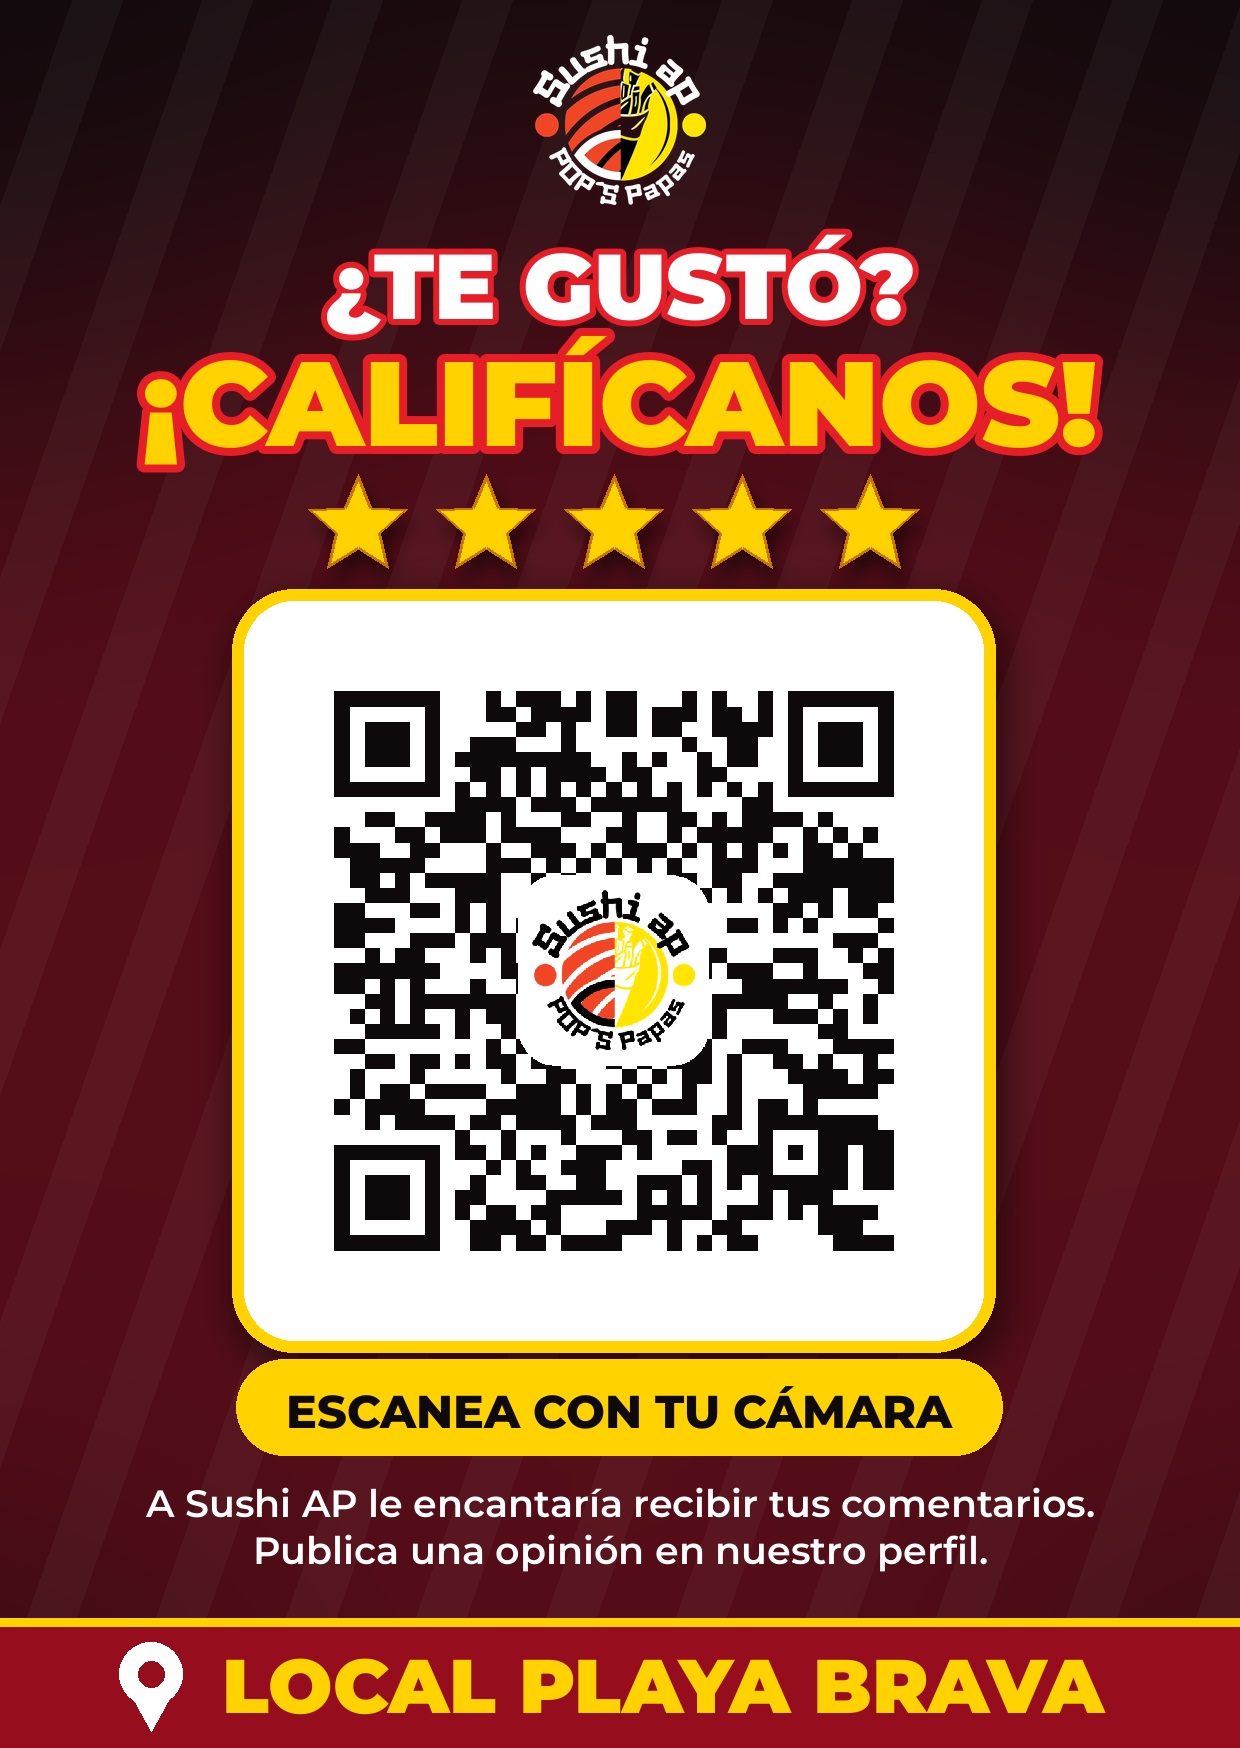 Sushi ap
POP'S Papas
¿TE GUSTÓ?
¡CALIFÍCANOS!
Sushi ap
POP'S Papas
ESCANEA CON TU CÁMARA
A Sushi AP le encantaría recibir tus comentarios.
Publica una opinión en nuestro perfil.
LOCAL PLAYA BRAVA